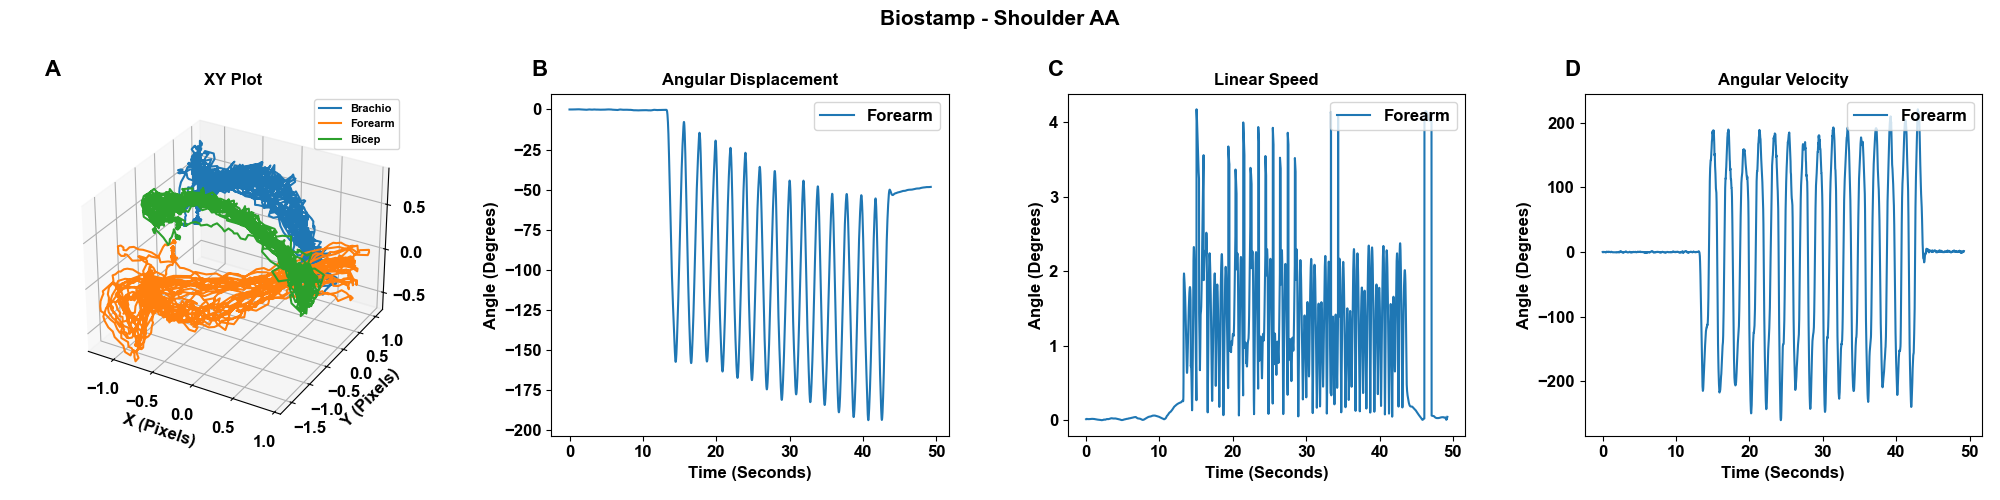 Biostamp - Shoulder AA
A
XY Plot
Brachio
Forearm
Bicep
0.5
0.0
−0.5
−1.0
−0.5
0.0
0.5
1.0
X (Pixels)
−1.5
−1.0
−0.5
0.0
0.5
1.0
Y (Pixels)
B
Angular Displacement
Forearm
0
−25
−50
−75
−100
−125
−150
−175
−200
Angle (Degrees)
0 10 20 30 40 50
Time (Seconds)
C
Linear Speed
Forearm
4
3
2
1
0
Angle (Degrees)
0 10 20 30 40 50
Time (Seconds)
D
Angular Velocity
Forearm
200
100
0
−100
−200
Angle (Degrees)
0 10 20 30 40 50
Time (Seconds)